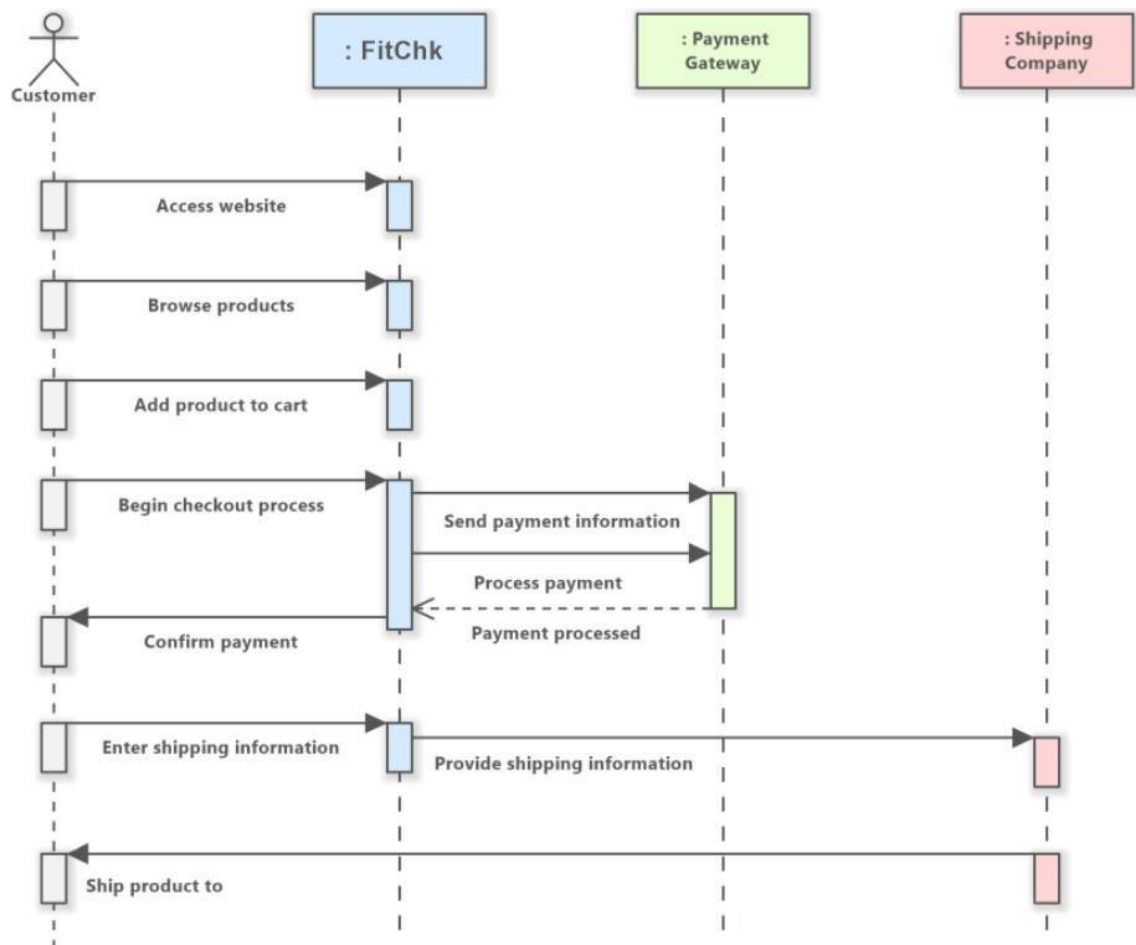 Customer
: FitChk
: Payment
Gateway
: Shipping
Company
Access website
Browse products
Add product to cart
Begin checkout process
Send payment information
Process payment
Payment processed
Confirm payment
Enter shipping information
Provide shipping information
Ship product to